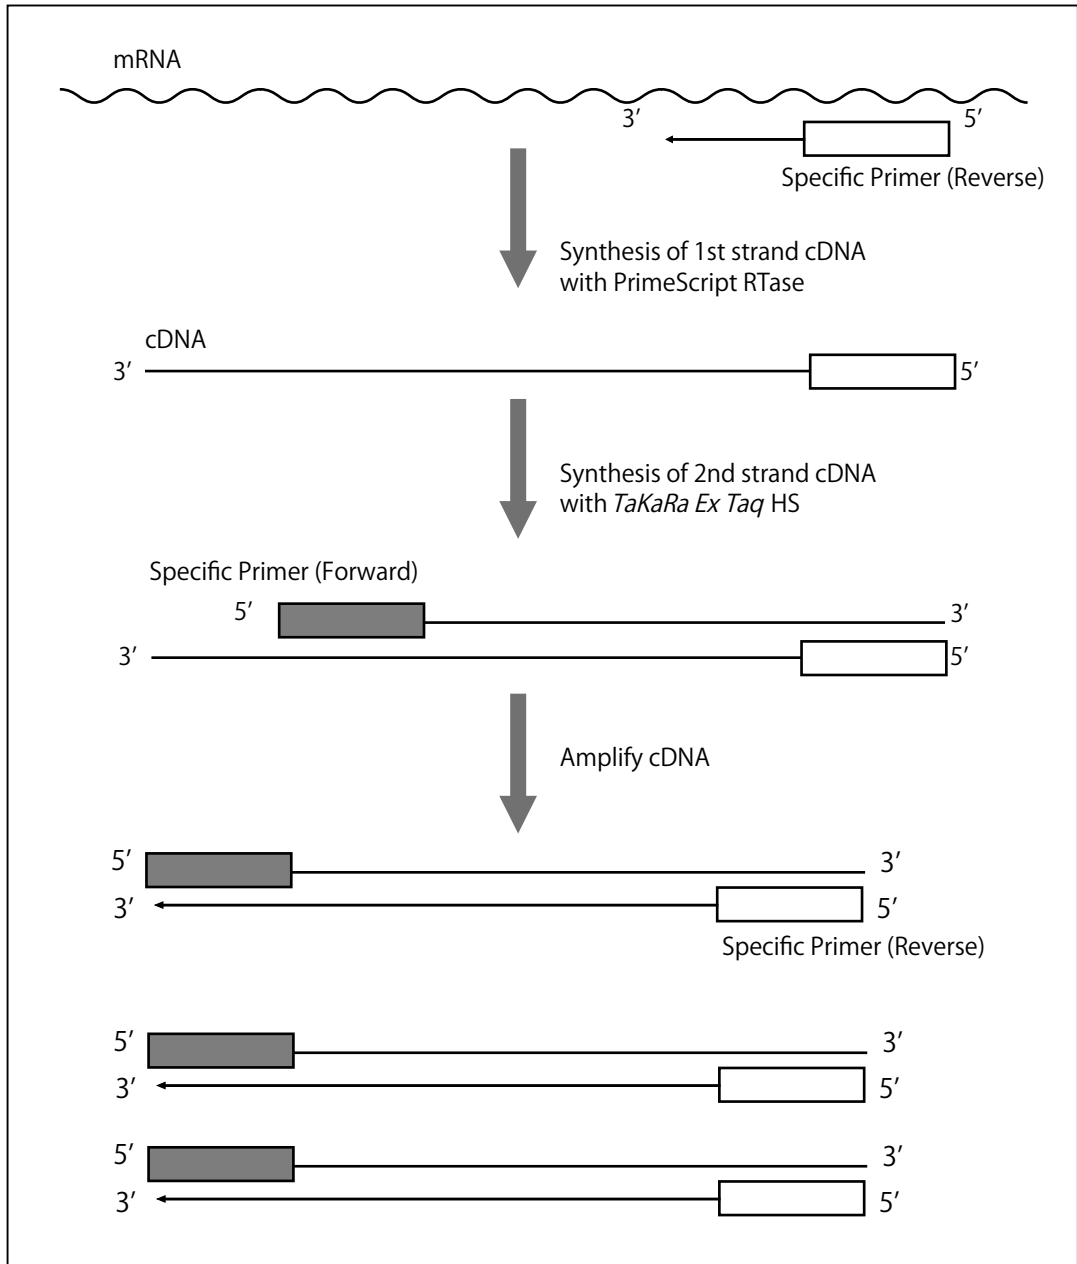 mRNA
3’
5’
Specific Primer (Reverse)
Synthesis of 1st strand cDNA
with PrimeScript RTase
cDNA
3’
5’
Synthesis of 2nd strand cDNA
with TaKaRa Ex Taq HS
Specific Primer (Forward)
5’
3’
3’
5’
Amplify cDNA
5’
3’
3’
5’
Specific Primer (Reverse)
5’
3’
3’
5’
5’
3’
3’
5’